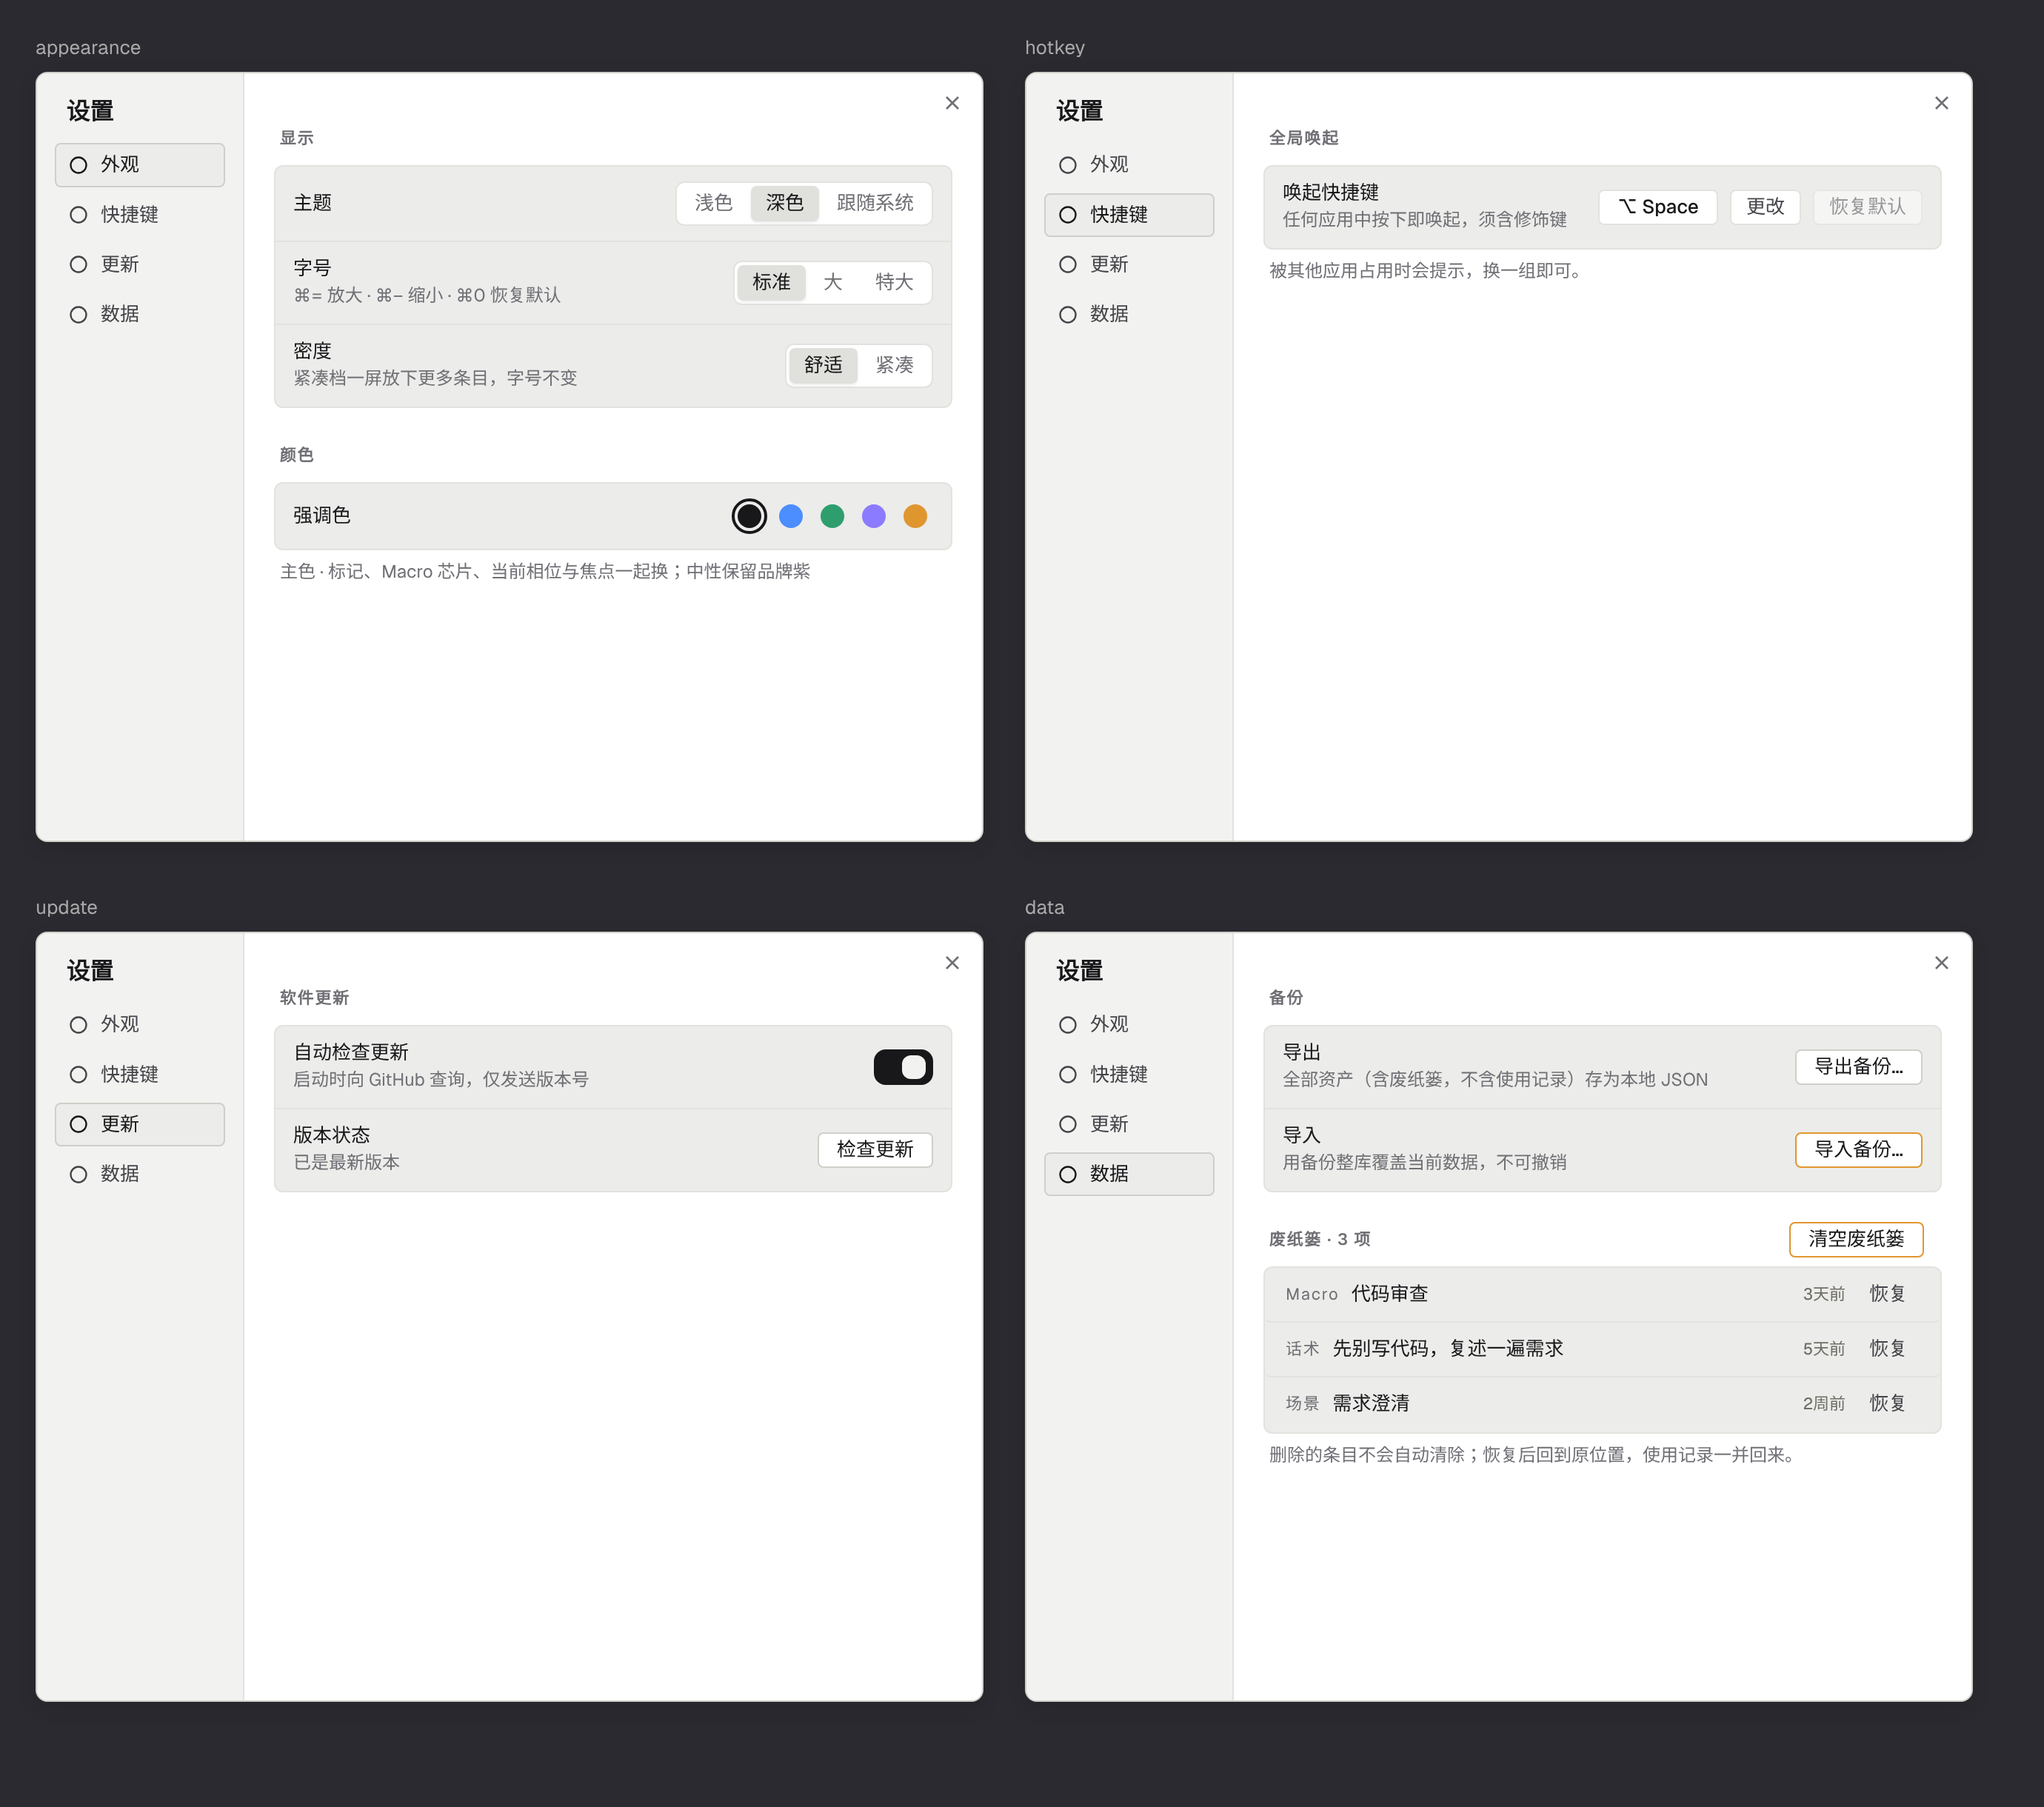 appearance
设置
外观
快捷键
更新
数据
显示
主题
浅色 深色 跟随系统
字号
⌘= 放大 · ⌘− 缩小 · ⌘0 恢复默认
标准 大 特大
密度
紧凑档一屏放下更多条目，字号不变
舒适 紧凑
颜色
强调色
主色 · 标记、Macro 芯片、当前相位与焦点一起换；中性保留品牌紫
hotkey
设置
外观
快捷键
更新
数据
全局唤起
唤起快捷键
任何应用中按下即唤起，须含修饰键
⌥ Space 更改 恢复默认
被其他应用占用时会提示，换一组即可。
update
设置
外观
快捷键
更新
数据
软件更新
自动检查更新
启动时向 GitHub 查询，仅发送版本号
版本状态
已是最新版本
检查更新
data
设置
外观
快捷键
更新
数据
备份
导出
全部资产（含废纸篓，不含使用记录）存为本地 JSON
导出备份…
导入
用备份整库覆盖当前数据，不可撤销
导入备份…
废纸篓 · 3 项 清空废纸篓
Macro 代码审查 3天前 恢复
话术 先别写代码，复述一遍需求 5天前 恢复
场景 需求澄清 2周前 恢复
删除的条目不会自动清除；恢复后回到原位置，使用记录一并回来。